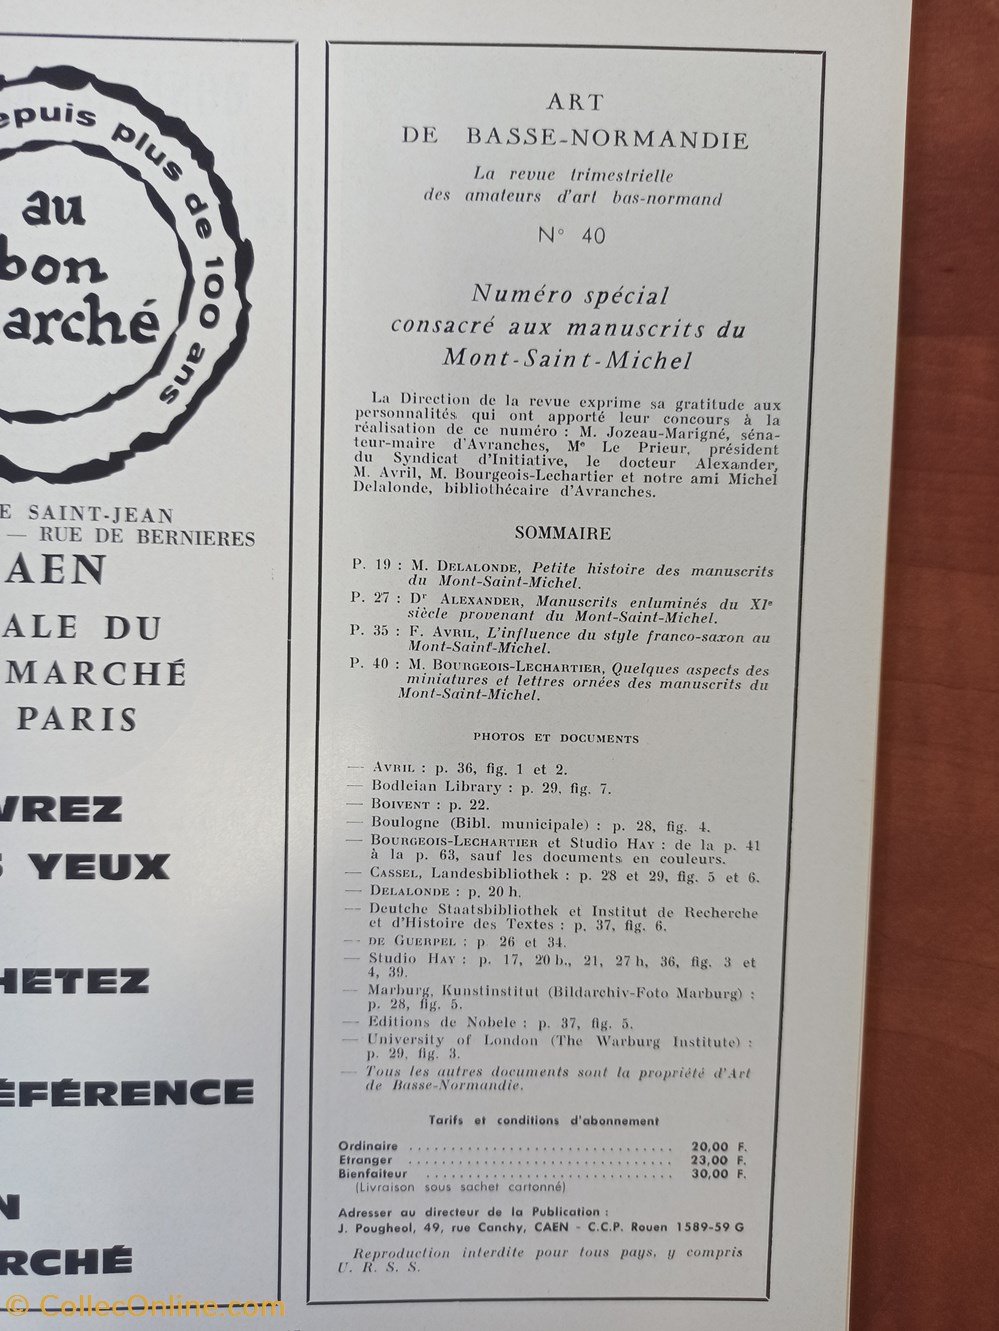 epuis plus de 100 ans
au
bon
arché
E SAINT-JEAN
— RUE DE BERNIERES
AEN
ALE DU
MARCHÉ
PARIS
VREZ
S YEUX
HETEZ
ÉFÉRENCE
N
RCHÉ
ART
DE BASSE-NORMANDIE
La revue trimestrielle
des amateurs d'art bas-normand
N° 40
Numéro spécial
consacré aux manuscrits du
Mont-Saint-Michel
La Direction de la revue exprime sa gratitude aux
personnalités qui ont apporté leur concours à la
réalisation de ce numéro : M. Jozeau-Marigné, séna-
teur-maire d'Avranches, Me Le Prieur, président
du Syndicat d'Initiative, le docteur Alexander,
M. Avril, M. Bourgeois-Lechartier et notre ami Michel
Delalonde, bibliothécaire d'Avranches.
SOMMAIRE
P. 19 : M. DELALONDE, Petite histoire des manuscrits
du Mont-Saint-Michel.
P. 27 : Dr ALEXANDER, Manuscrits enluminés du XIe
siècle provenant du Mont-Saint-Michel.
P. 35 : F. AVRIL, L'influence du style franco-saxon au
Mont-Saint-Michel.
P. 40 : M. BOURGEOIS-LECHARTIER, Quelques aspects des
miniatures et lettres ornées des manuscrits du
Mont-Saint-Michel.
PHOTOS ET DOCUMENTS
— AVRIL : p. 36, fig. 1 et 2.
— Bodleian Library : p. 29, fig. 7.
— BOIVENT : p. 22.
— Boulogne (Bibl. municipale) : p. 28, fig. 4.
— BOURGEOIS-LECHARTIER et Studio HAY : de la p. 41
à la p. 63, sauf les documents en couleurs.
— CASSEL, Landesbibliothek : p. 28 et 29, fig. 5 et 6.
— DELALONDE : p. 20 h.
— Deutche Staatsbibliothek et Institut de Recherche
et d'Histoire des Textes : p. 37, fig. 6.
— DE GUERPEL : p. 26 et 34.
— Studio HAY : p. 17, 20 b., 21, 27 h, 36, fig. 3 et
4, 39.
— Marburg, Kunstinstitut (Bildarchiv-Foto Marburg) :
p. 28, fig. 5.
— Editions de Nobele : p. 37, fig. 5.
— University of London (The Warburg Institute) :
p. 29, fig. 3.
— Tous les autres documents sont la propriété d'Art
de Basse-Normandie.
Tarifs et conditions d'abonnement
Ordinaire .............................. 20,00 F.
Etranger .............................. 23,00 F.
Bienfaiteur .............................. 30,00 F.
(Livraison sous sachet cartonné)
Adresser au directeur de la Publication :
J. Pougheol, 49, rue Canchy, CAEN - C.C.P. Rouen 1589-59 G
Reproduction interdite pour tous pays, y compris
U. R. S. S.
© CollecOnline.com